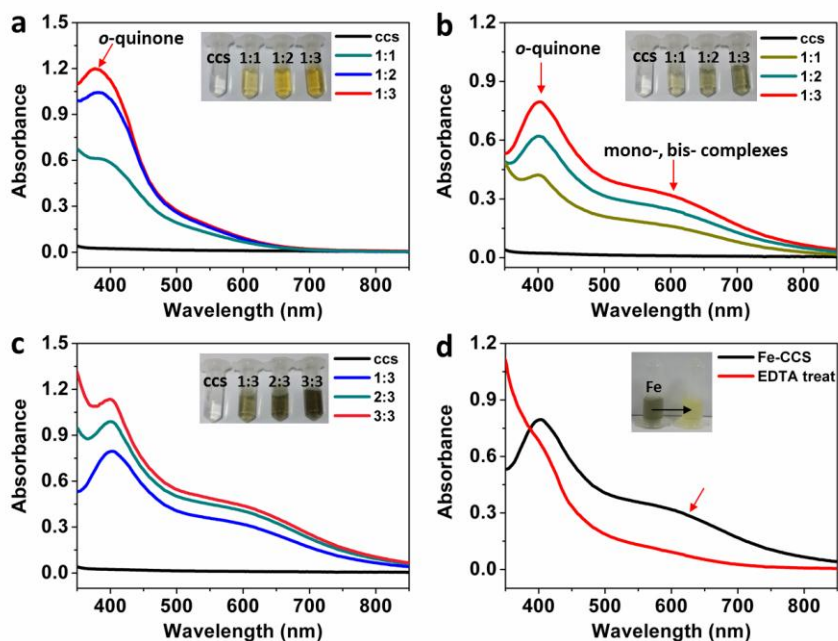 a
o-quinone
ccs 1:1 1:2 1:3
ccs
1:1
1:2
1:3
1.5
1.2
0.9
0.6
0.3
0.0
Absorbance
400 500 600 700 800
Wavelength (nm)
b
o-quinone
mono-, bis- complexes
ccs 1:1 1:2 1:3
ccs
1:1
1:2
1:3
1.2
0.9
0.6
0.3
0.0
Absorbance
400 500 600 700 800
Wavelength (nm)
c
ccs 1:3 2:3 3:3
ccs
1:3
2:3
3:3
1.5
1.2
0.9
0.6
0.3
0.0
Absorbance
400 500 600 700 800
Wavelength (nm)
d
Fe
Fe-CCS
EDTA treat
1.2
0.9
0.6
0.3
0.0
Absorbance
400 500 600 700 800
Wavelength (nm)